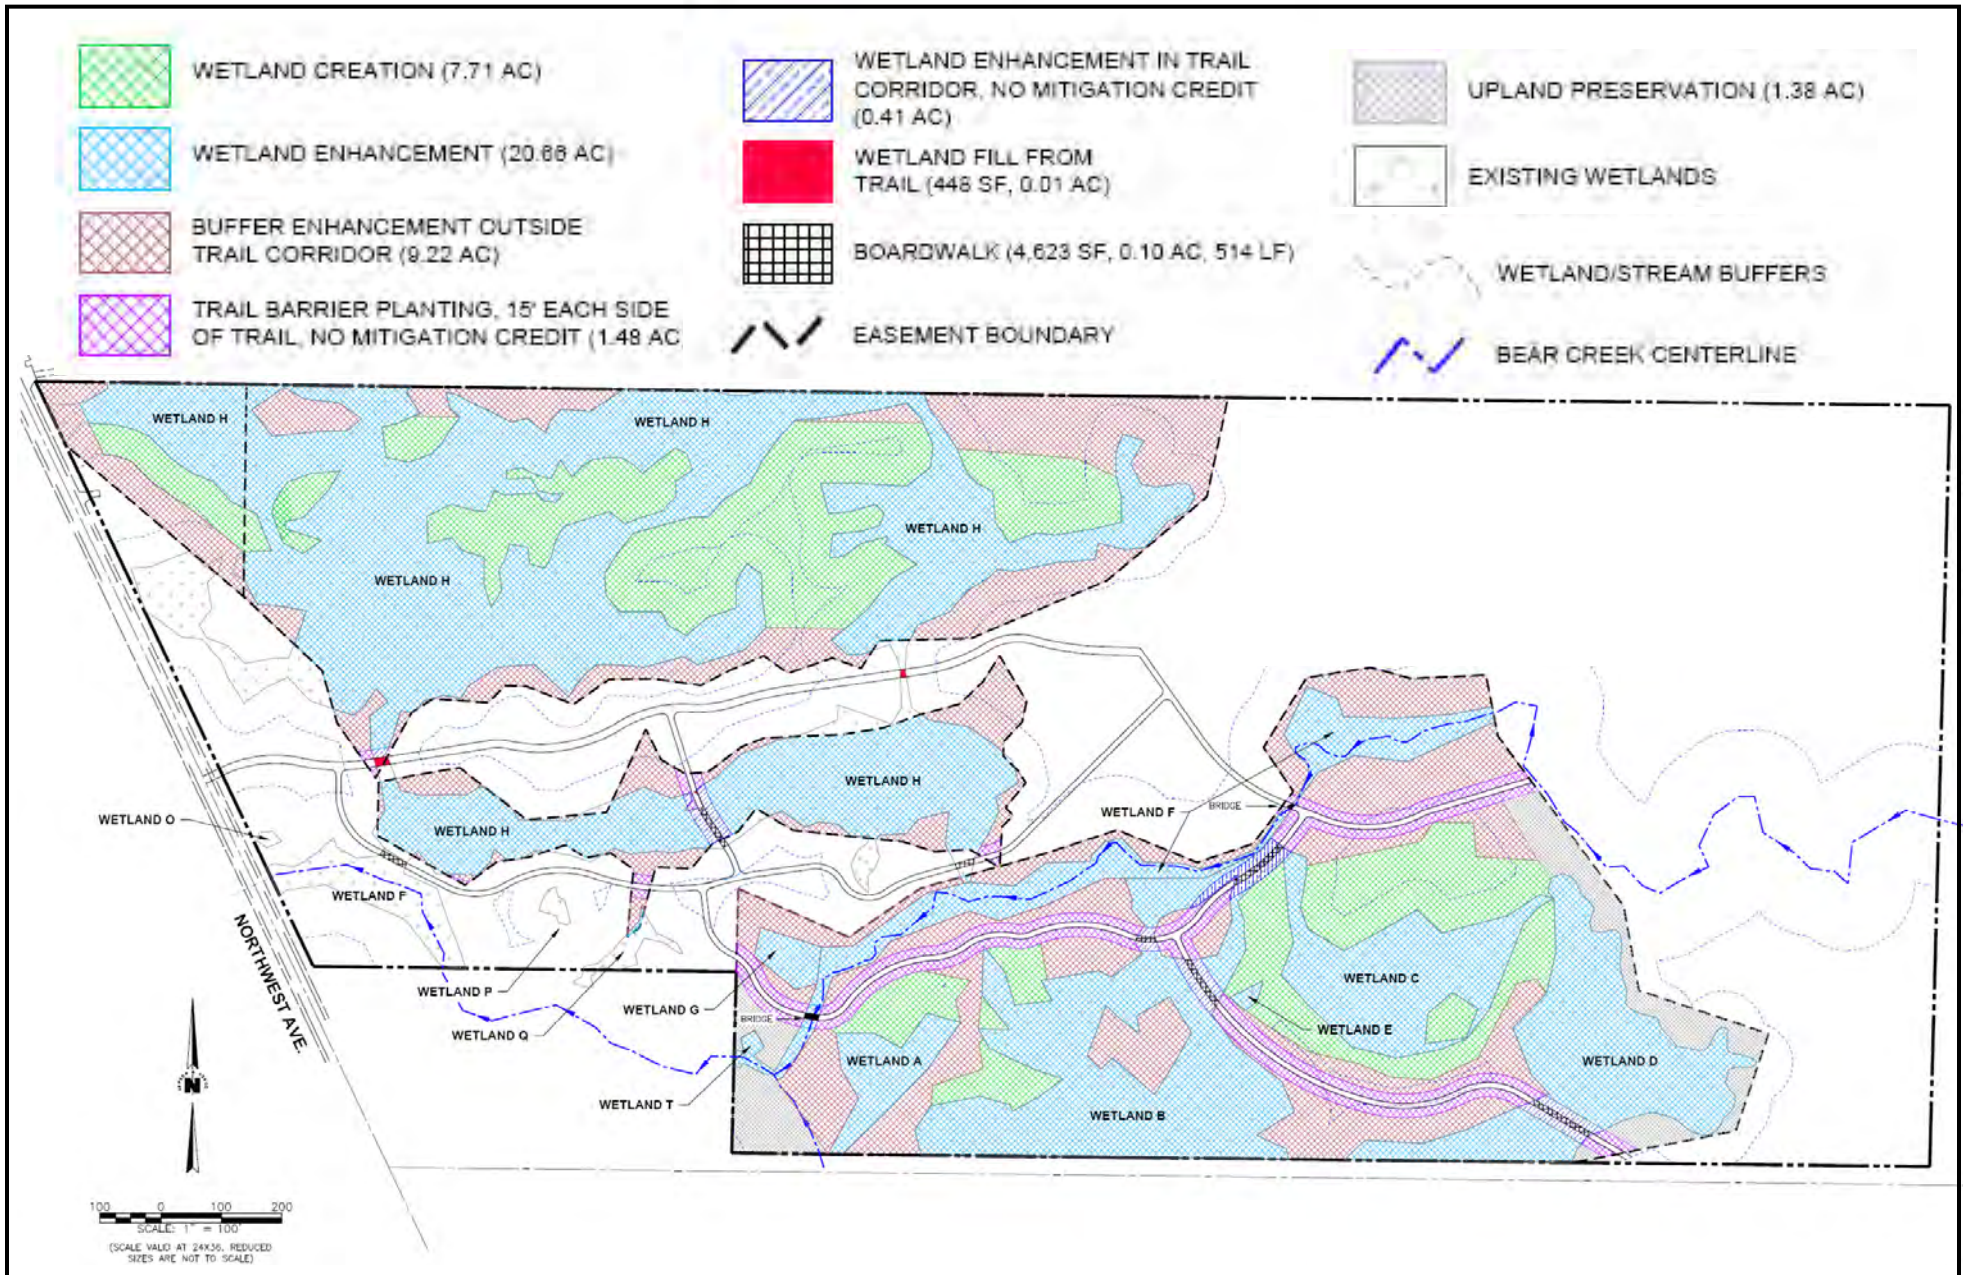 WETLAND CREATION (7.71 AC)
WETLAND ENHANCEMENT (20.66 AC)
BUFFER ENHANCEMENT OUTSIDE
TRAIL CORRIDOR (9.22 AC)
TRAIL BARRIER PLANTING, 15' EACH SIDE
OF TRAIL, NO MITIGATION CREDIT (1.48 AC
WETLAND ENHANCEMENT IN TRAIL
CORRIDOR, NO MITIGATION CREDIT
(0.41 AC)
WETLAND FILL FROM
TRAIL (448 SF, 0.01 AC)
BOARDWALK (4,623 SF, 0.10 AC, 514 LF)
EASEMENT BOUNDARY
UPLAND PRESERVATION (1.38 AC)
EXISTING WETLANDS
WETLAND/STREAM BUFFERS
BEAR CREEK CENTERLINE
WETLAND H
WETLAND H
WETLAND H
WETLAND H
WETLAND H
WETLAND H
WETLAND O
WETLAND F
BRIDGE
WETLAND F
NORTHWEST AVE.
WETLAND P
WETLAND Q
WETLAND G
BRIDGE
WETLAND T
WETLAND A
WETLAND B
WETLAND C
WETLAND E
WETLAND D
N
100 0 100 200
SCALE: 1" = 100'
(SCALE VALID AT 24X36, REDUCED
SIZES ARE NOT TO SCALE)